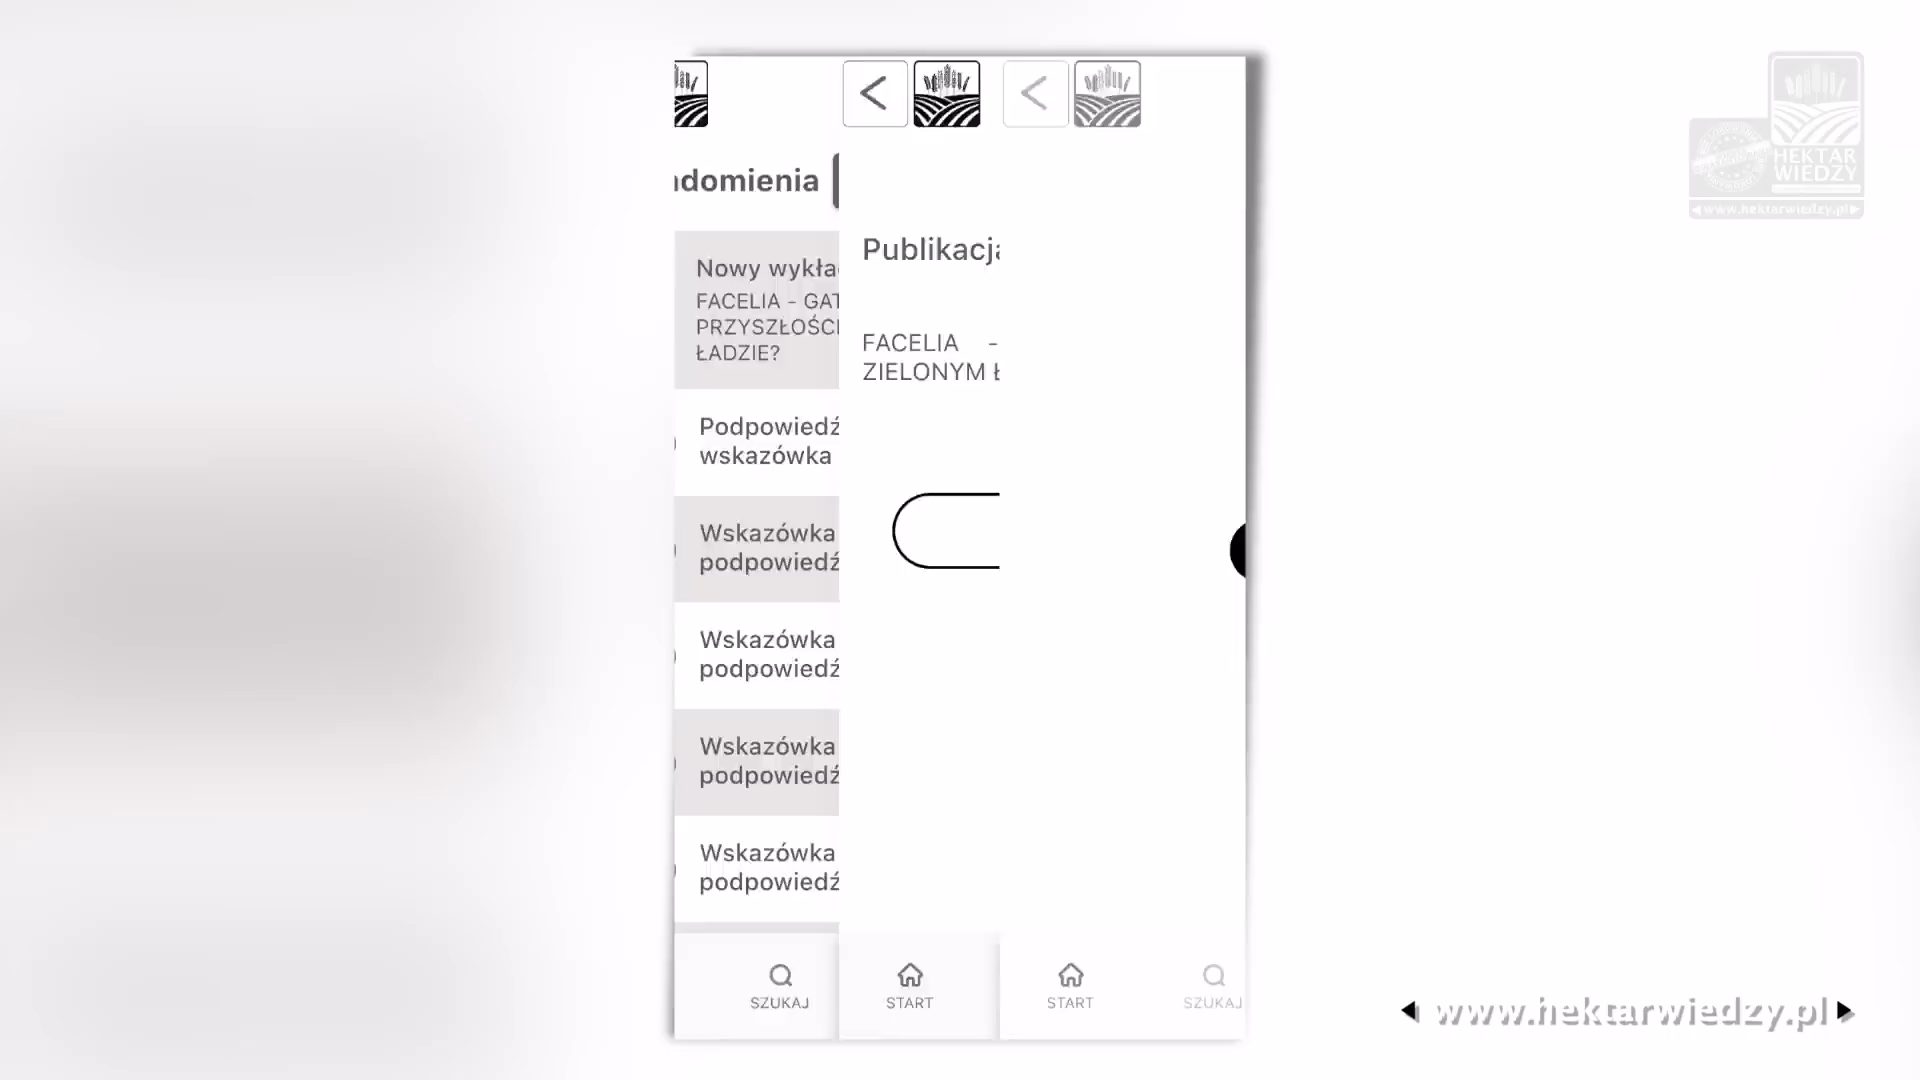 adomienia
Nowy wykła
FACELIA - GAT
PRZYSZŁOŚCI
ŁADZIE?
Podpowiedź
wskazówka
Wskazówka
podpowiedź
Wskazówka
podpowiedź
Wskazówka
podpowiedź
Wskazówka
podpowiedź
SZUKAJ
Publikacja
FACELIA -
ZIELONYM Ł
START
START
SZUKAJ
HEKTAR
WIEDZY
www.hektarwiedzy.pl
www.hektarwiedzy.pl